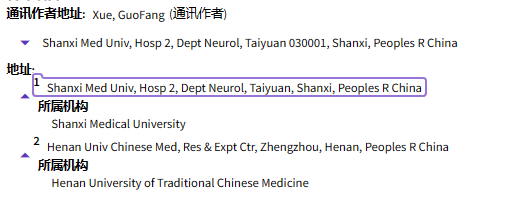 通讯作者地址: Xue, GuoFang (通讯作者)
Shanxi Med Univ, Hosp 2, Dept Neurol, Taiyuan 030001, Shanxi, Peoples R China
地址:
1 Shanxi Med Univ, Hosp 2, Dept Neurol, Taiyuan, Shanxi, Peoples R China
所属机构
Shanxi Medical University
2 Henan Univ Chinese Med, Res & Expt Ctr, Zhengzhou, Henan, Peoples R China
所属机构
Henan University of Traditional Chinese Medicine